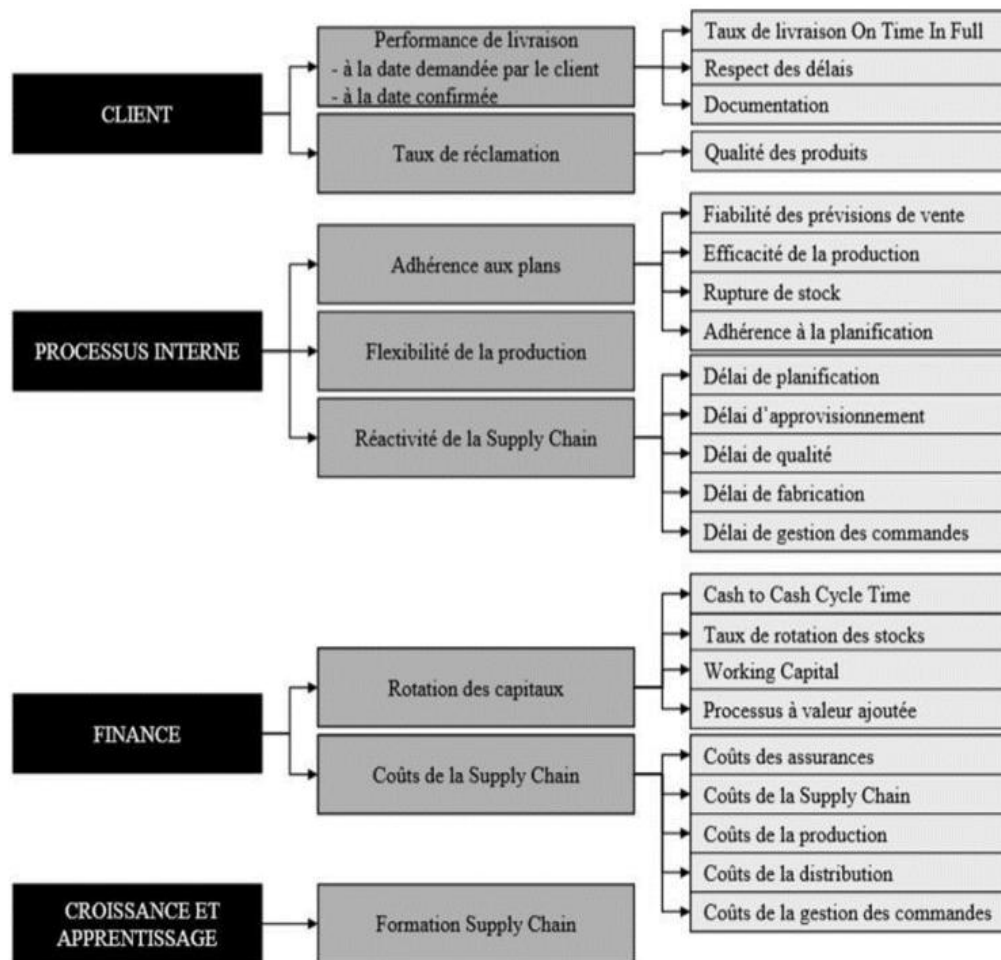 CLIENT
Performance de livraison
- à la date demandée par le client
- à la date confirmée
Taux de livraison On Time In Full
Respect des délais
Documentation
Taux de réclamation
Qualité des produits
PROCESSUS INTERNE
Adhérence aux plans
Fiabilité des prévisions de vente
Efficacité de la production
Rupture de stock
Adhérence à la planification
Flexibilité de la production
Réactivité de la Supply Chain
Délai de planification
Délai d’approvisionnement
Délai de qualité
Délai de fabrication
Délai de gestion des commandes
FINANCE
Rotation des capitaux
Cash to Cash Cycle Time
Taux de rotation des stocks
Working Capital
Processus à valeur ajoutée
Coûts de la Supply Chain
Coûts des assurances
Coûts de la Supply Chain
Coûts de la production
Coûts de la distribution
Coûts de la gestion des commandes
CROISSANCE ET
APPRENTISSAGE
Formation Supply Chain